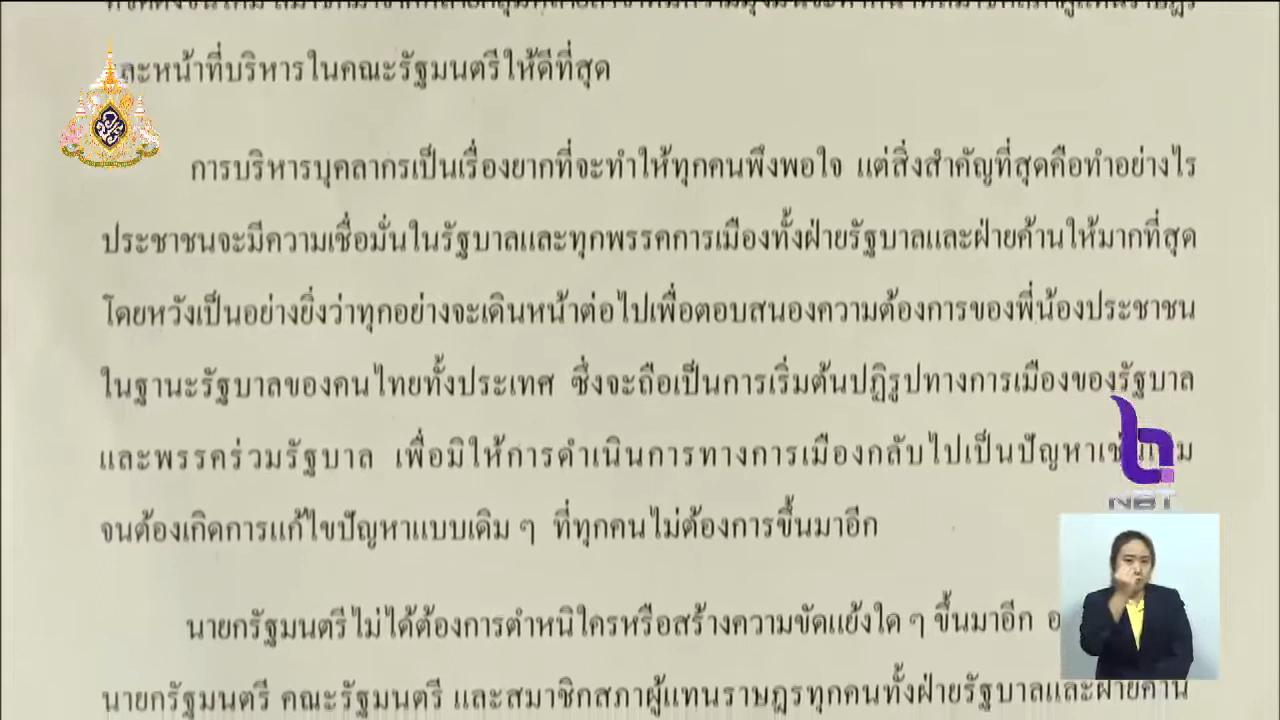 และหน้าที่บริหารในคณะรัฐมนตรีให้ดีที่สุด
การบริหารบุคลากรเป็นเรื่องยากที่จะทำให้ทุกคนพึงพอใจ แต่สิ่งสำคัญที่สุดคือทำอย่างไร
ประชาชนจะมีความเชื่อมั่นในรัฐบาลและทุกพรรคการเมืองทั้งฝ่ายรัฐบาลและฝ่ายค้านให้มากที่สุด
โดยหวังเป็นอย่างยิ่งว่าทุกอย่างจะเดินหน้าต่อไปเพื่อตอบสนองความต้องการของพี่น้องประชาชน
ในฐานะรัฐบาลของคนไทยทั้งประเทศ ซึ่งจะถือเป็นการเริ่มต้นปฏิรูปทางการเมืองของรัฐบาล
และพรรคร่วมรัฐบาล เพื่อมิให้การดำเนินการทางการเมืองกลับไปเป็นปัญหาเช่นเดิม
จนต้องเกิดการแก้ไขปัญหาแบบเดิม ๆ ที่ทุกคนไม่ต้องการขึ้นมาอีก
NBT
นายกรัฐมนตรีไม่ได้ต้องการตำหนิใครหรือสร้างความขัดแย้งใด ๆ ขึ้นมาอีก
นายกรัฐมนตรี คณะรัฐมนตรี และสมาชิกสภาผู้แทนราษฎรทุกคนทั้งฝ่ายรัฐบาลและฝ่ายค้าน